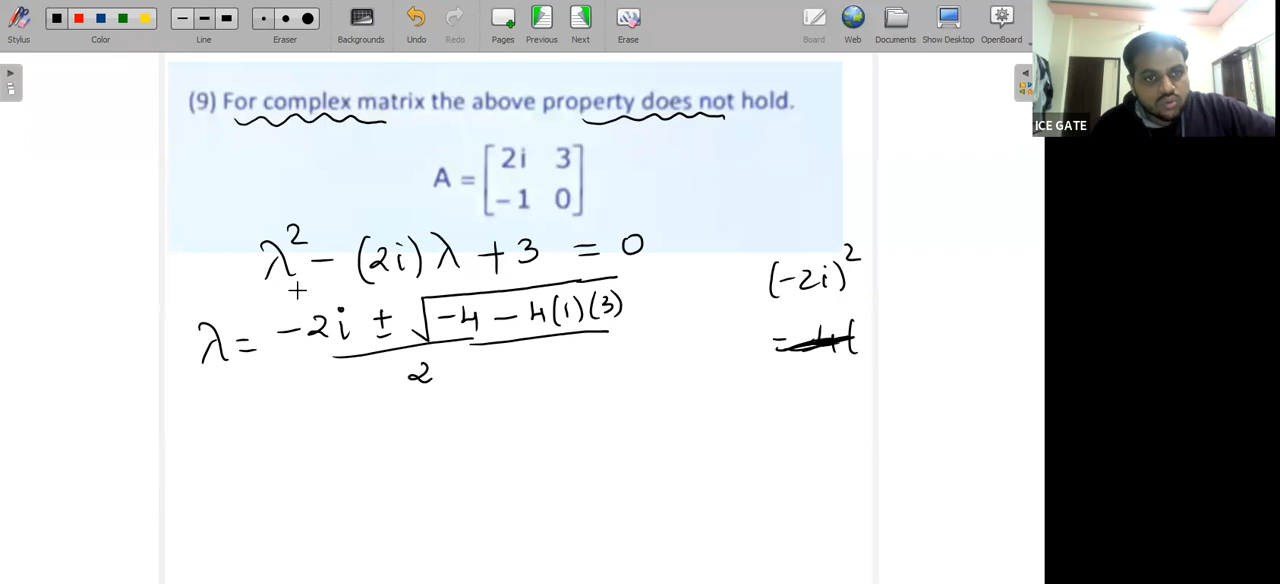 Stylus Color Line Eraser Backgrounds Undo Redo Pages Previous Next Erase Board Web Documents Show Desktop OpenBoard
ICE GATE
(9) For complex matrix the above property does not hold.
A = [2i 3
-1 0]
λ² - (2i)λ + 3 = 0
(-2i)²
λ = -2i ± √-4 - 4(1)(3)
2